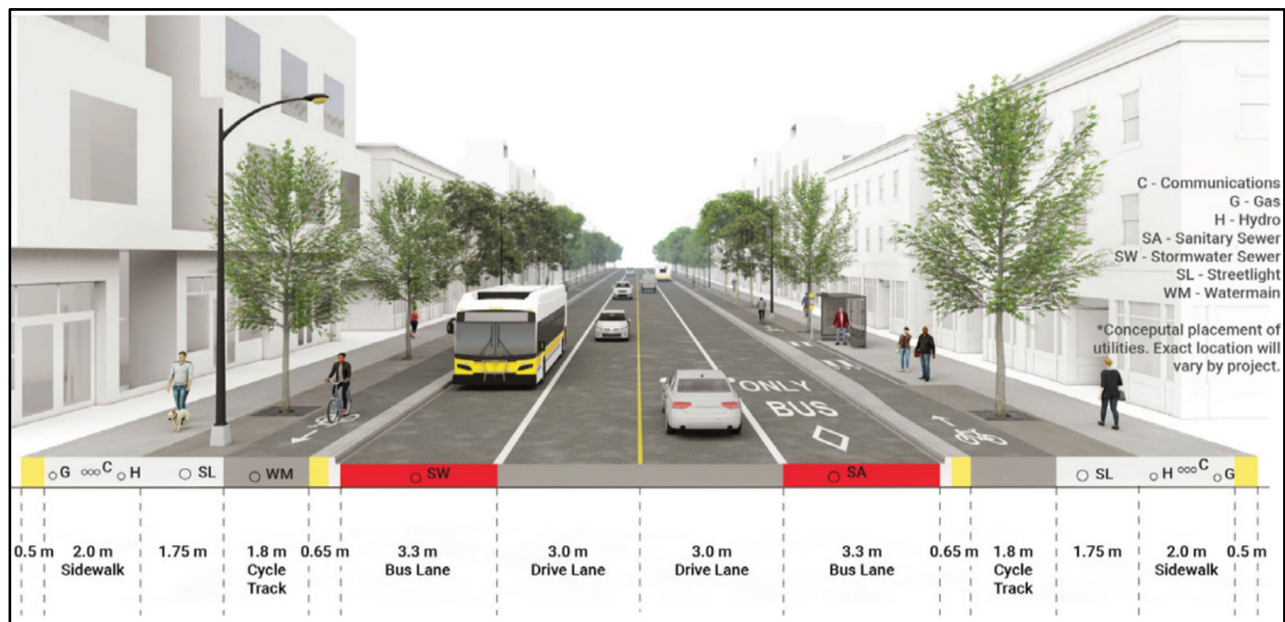 C - Communications
G - Gas
H - Hydro
SA - Sanitary Sewer
SW - Stormwater Sewer
SL - Streetlight
WM - Watermain
*Conceputal placement of
utilities. Exact location will
vary by project.
ONLY
BUS
G C H SL WM SW SA SL H C G
0.5 m 2.0 m 1.75 m 1.8 m 0.65 m 3.3 m 3.0 m 3.0 m 3.3 m 0.65 m 1.8 m 1.75 m 2.0 m 0.5 m
Sidewalk Cycle Bus Lane Drive Lane Drive Lane Bus Lane Cycle Sidewalk
Track Track